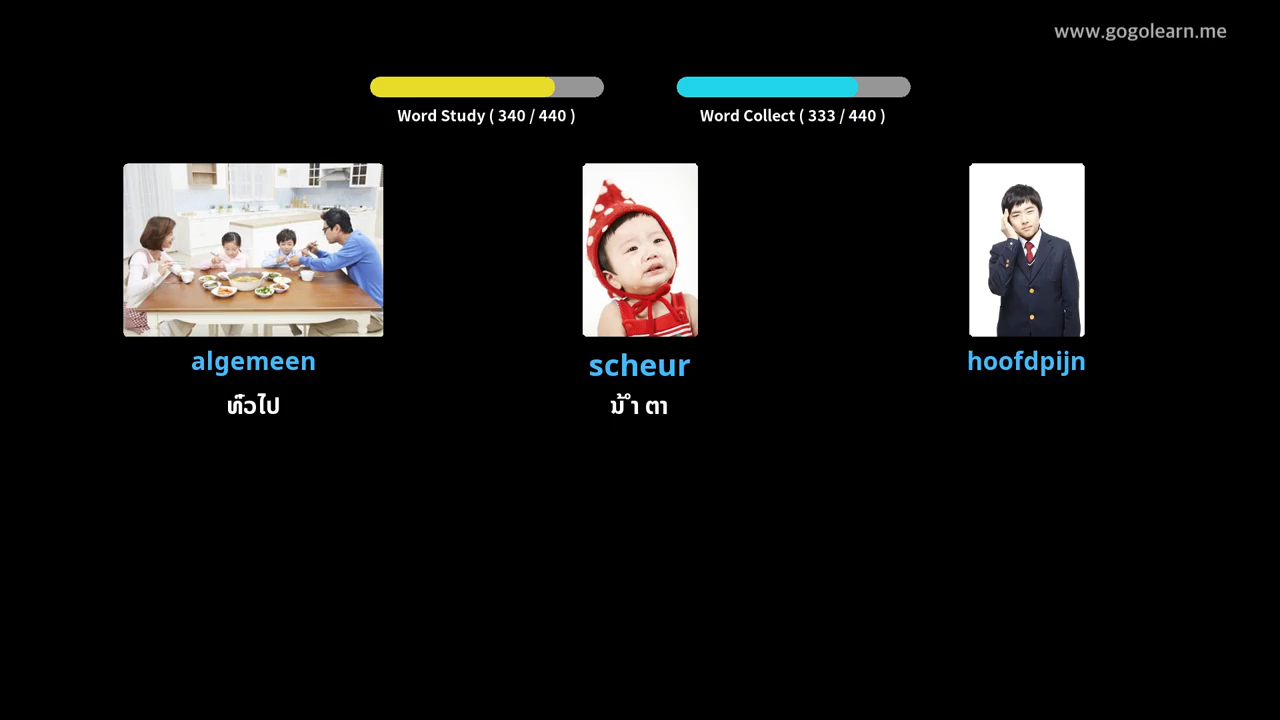 www.gogolearn.me
Word Study ( 340 / 440 )
Word Collect ( 333 / 440 )
algemeen
scheur
hoofdpijn
ທົ່ວໄປ
ນ້ ຳ ຕາ